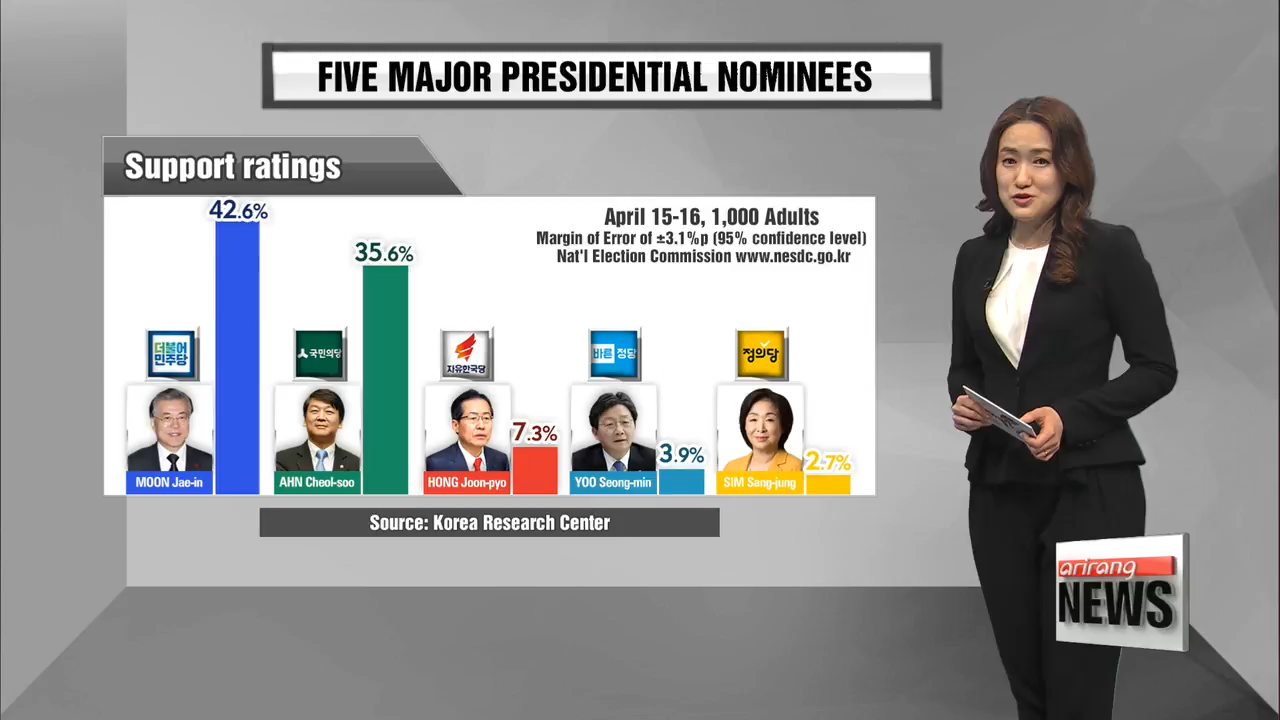 FIVE MAJOR PRESIDENTIAL NOMINEES
Support ratings
April 15-16, 1,000 Adults
Margin of Error of ±3.1%p (95% confidence level)
Nat'l Election Commission www.nesdc.go.kr
42.6%
35.6%
7.3%
3.9%
2.7%
더불어
민주당
국민의당
자유한국당
바른정당
정의당
MOON Jae-in
AHN Cheol-soo
HONG Joon-pyo
YOO Seong-min
SIM Sang-jung
Source: Korea Research Center
arirang
NEWS